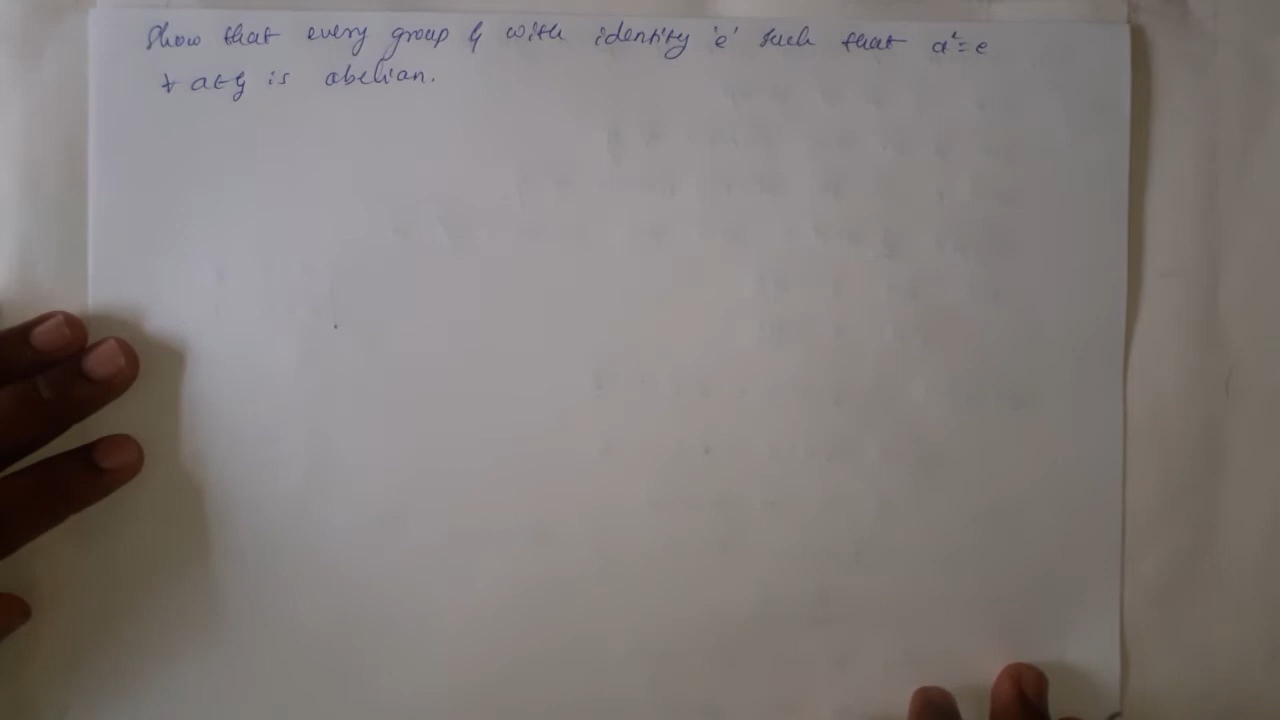 Show that every group G with identity 'e' such that a²=e
∀ a∈G is abelian.